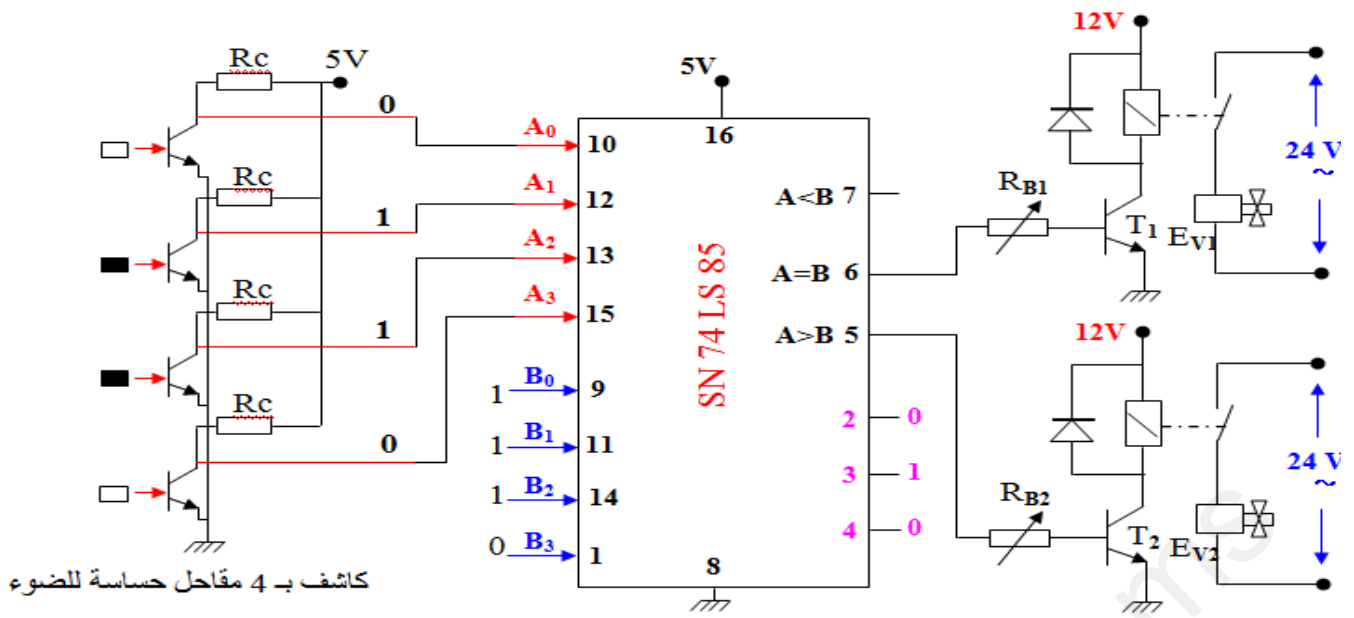 Rc
5V
0
Rc
1
Rc
1
Rc
0
كاشف بـ 4 مقاحل حساسة للضوء
5V
16
A0 10
A1 12
A2 13
A3 15
1 B0 9
1 B1 11
1 B2 14
0 B3 1
SN 74 LS 85
A<B 7
A=B 6
A>B 5
2 0
3 1
4 0
8
12V
RB1
T1
EV1
24 V
~
12V
RB2
T2
EV2
24 V
~
ms